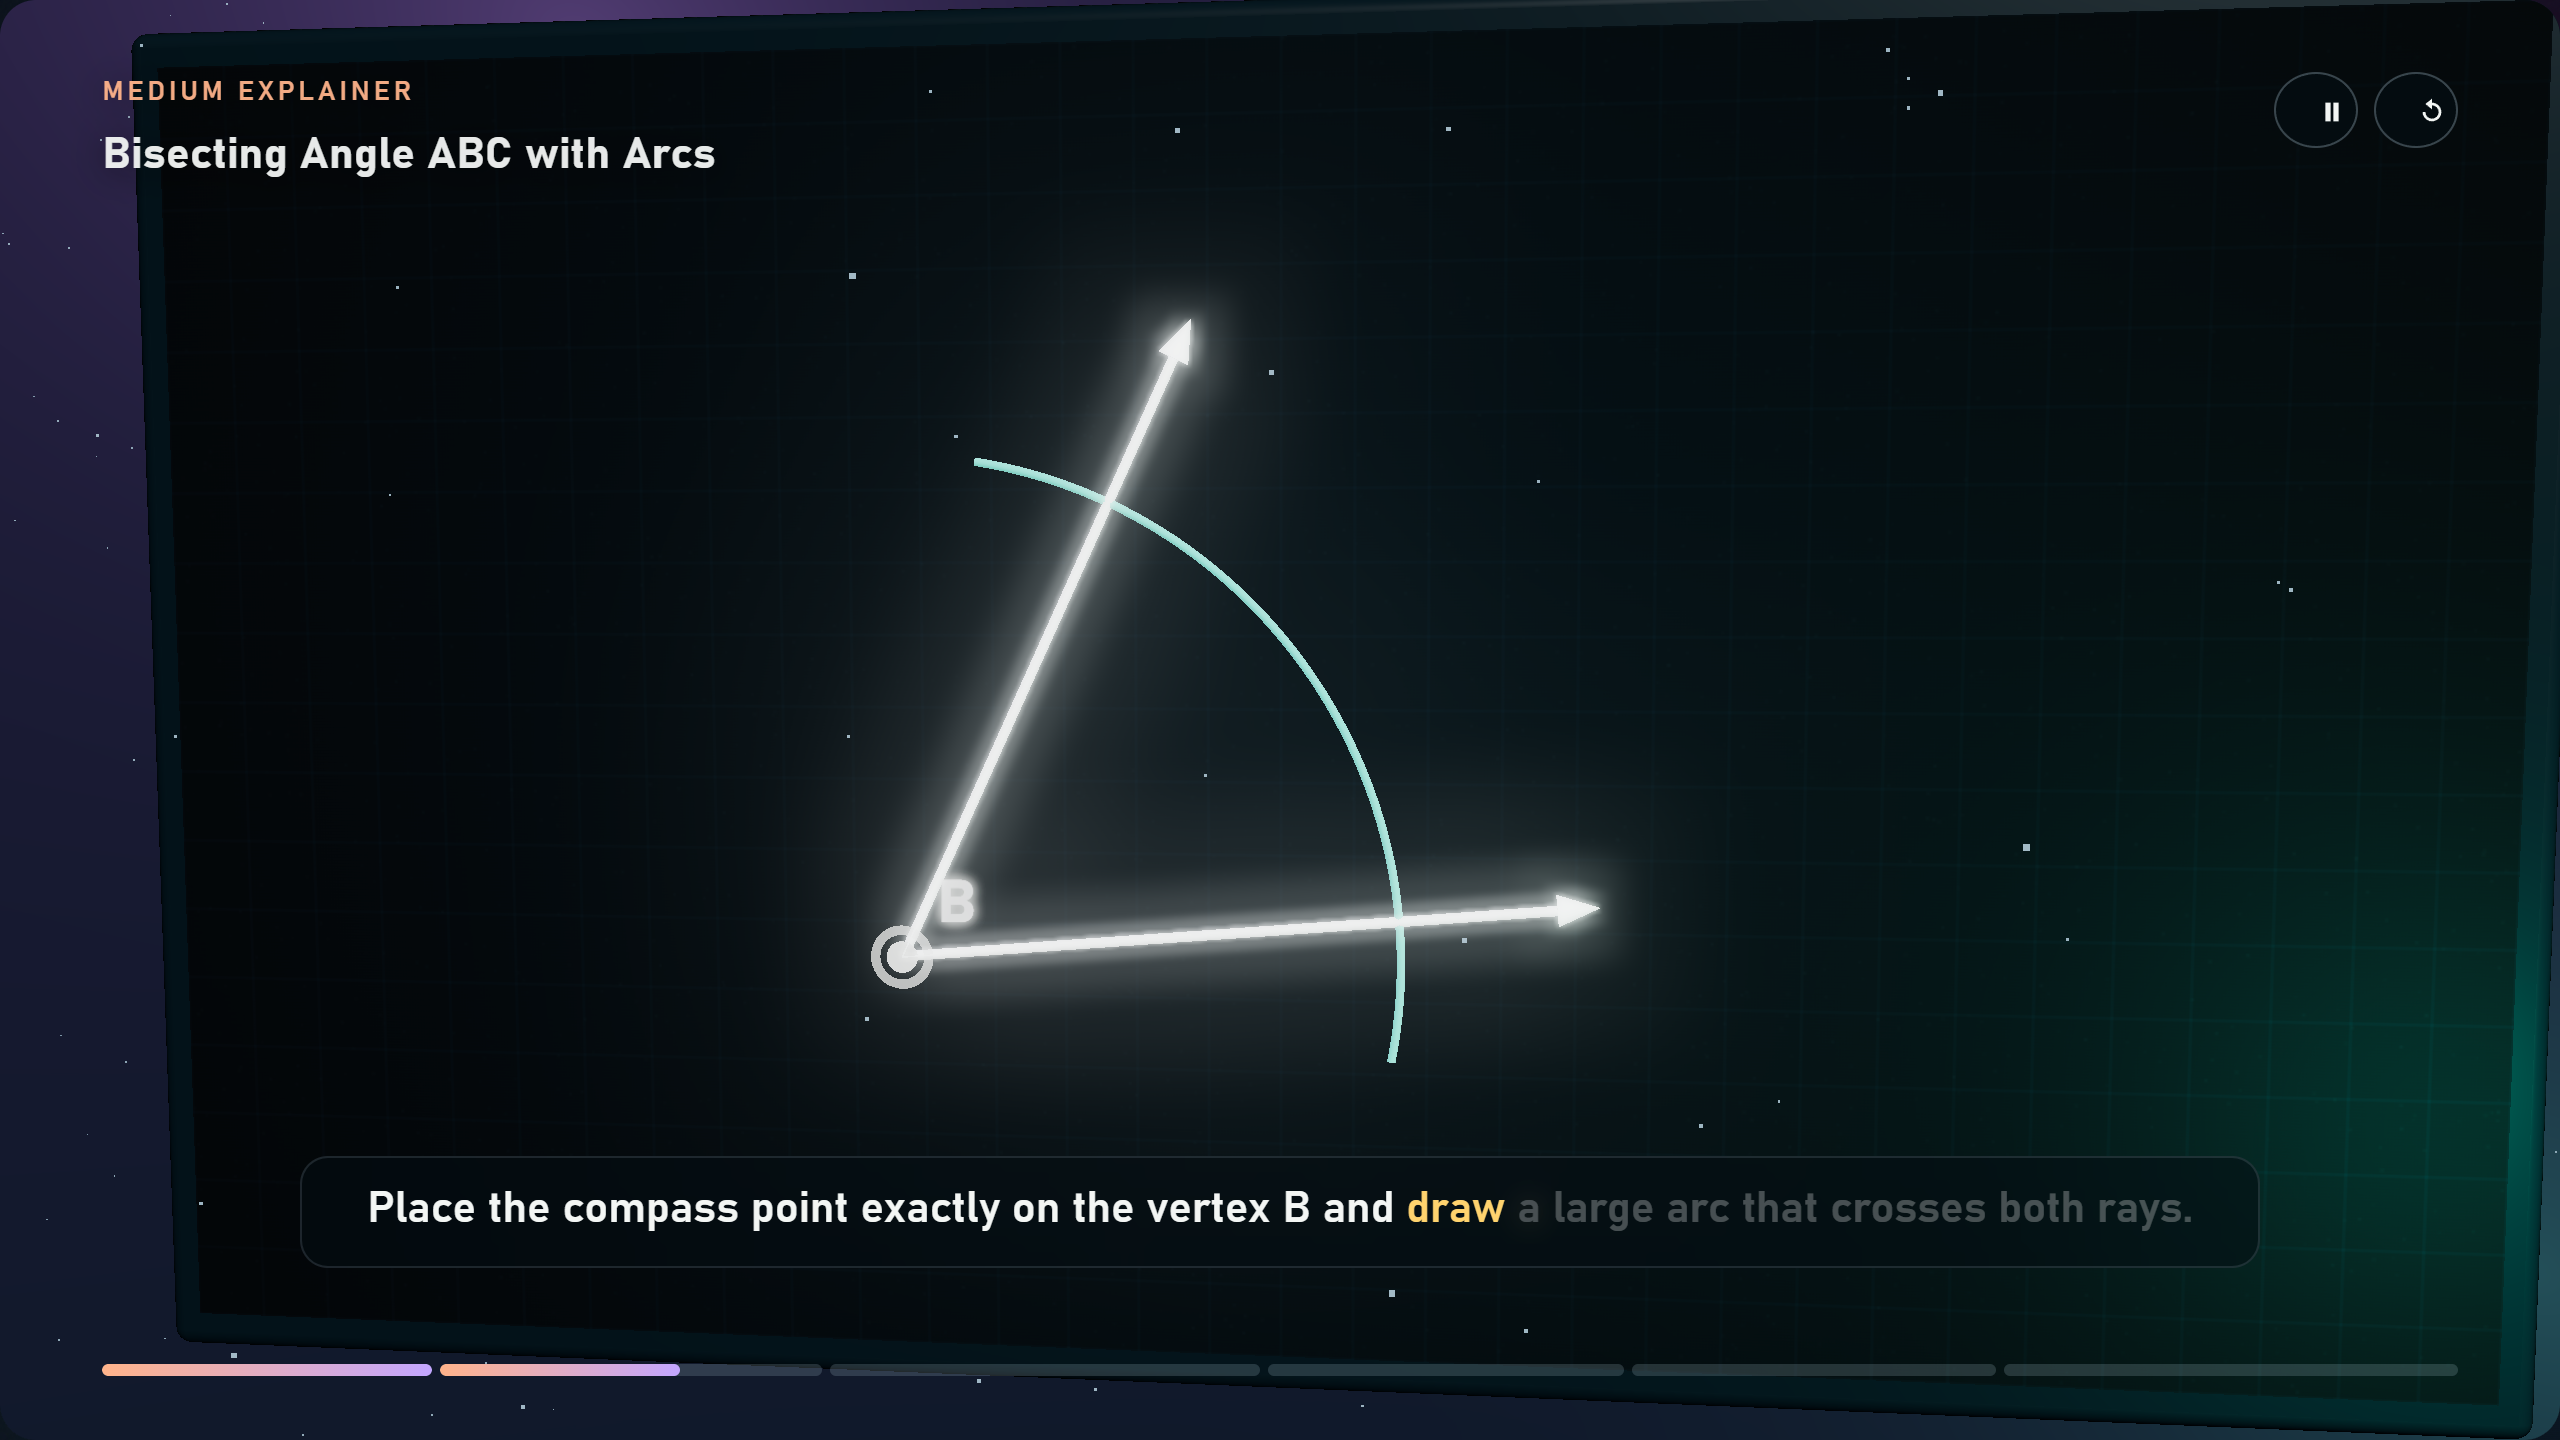 MEDIUM EXPLAINER
Bisecting Angle ABC with Arcs
B
Place the compass point exactly on the vertex B and draw a large arc that crosses both rays.